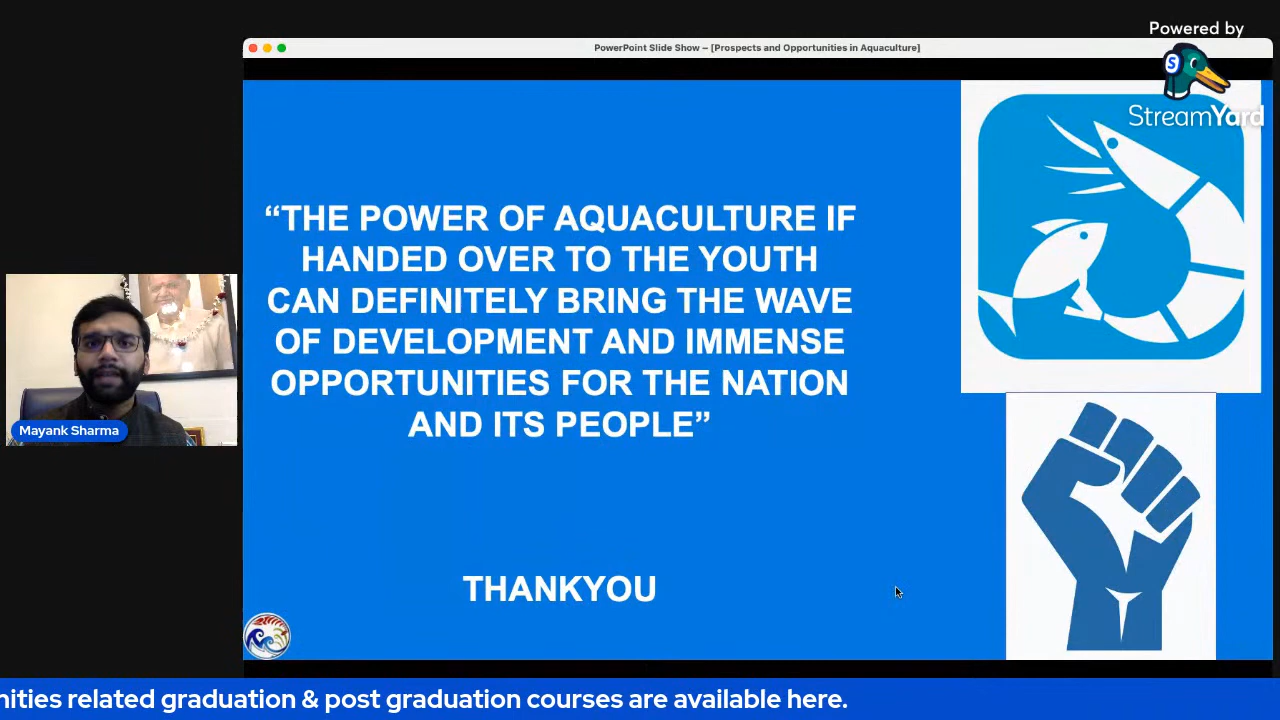 Powered by
StreamYard
PowerPoint Slide Show – [Prospects and Opportunities in Aquaculture]
S
“THE POWER OF AQUACULTURE IF
HANDED OVER TO THE YOUTH
CAN DEFINITELY BRING THE WAVE
OF DEVELOPMENT AND IMMENSE
OPPORTUNITIES FOR THE NATION
AND ITS PEOPLE”
THANKYOU
Mayank Sharma
nities related graduation & post graduation courses are available here.